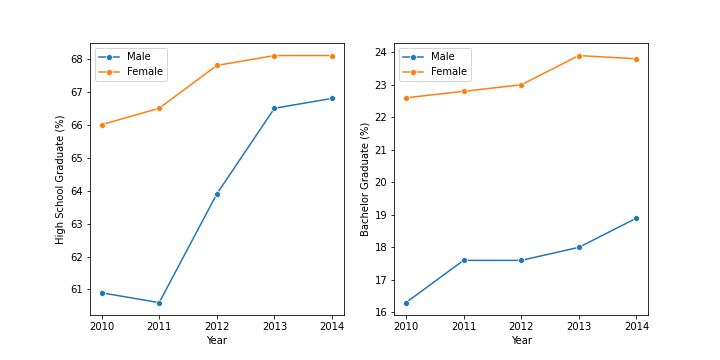 High School Graduate (%)
68
67
66
65
64
63
62
61
Male
Female
2010 2011 2012 2013 2014
Year
Bachelor Graduate (%)
24
23
22
21
20
19
18
17
16
Male
Female
2010 2011 2012 2013 2014
Year